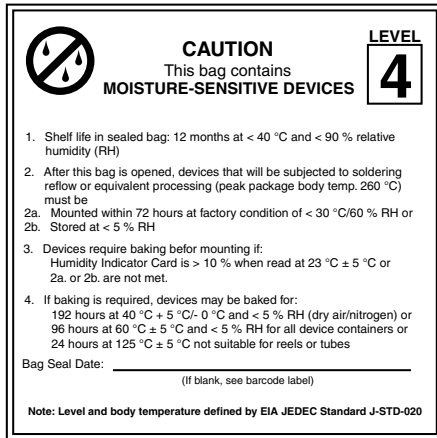 LEVEL
CAUTION
4
This bag contains
MOISTURE-SENSITIVE DEVICES
1. Shelf life in sealed bag: 12 months at < 40 °C and < 90 % relative
humidity (RH)
2. After this bag is opened, devices that will be subjected to soldering
reflow or equivalent processing (peak package body temp. 260 °C)
must be
2a. Mounted within 72 hours at factory condition of < 30 °C/60 % RH or
2b. Stored at < 5 % RH
3. Devices require baking befor mounting if:
Humidity Indicator Card is > 10 % when read at 23 °C ± 5 °C or
2a. or 2b. are not met.
4. If baking is required, devices may be baked for:
192 hours at 40 °C + 5 °C/- 0 °C and < 5 % RH (dry air/nitrogen) or
96 hours at 60 °C ± 5 °C and < 5 % RH for all device containers or
24 hours at 125 °C ± 5 °C not suitable for reels or tubes
Bag Seal Date:
(If blank, see barcode label)
Note: Level and body temperature defined by EIA JEDEC Standard J-STD-020